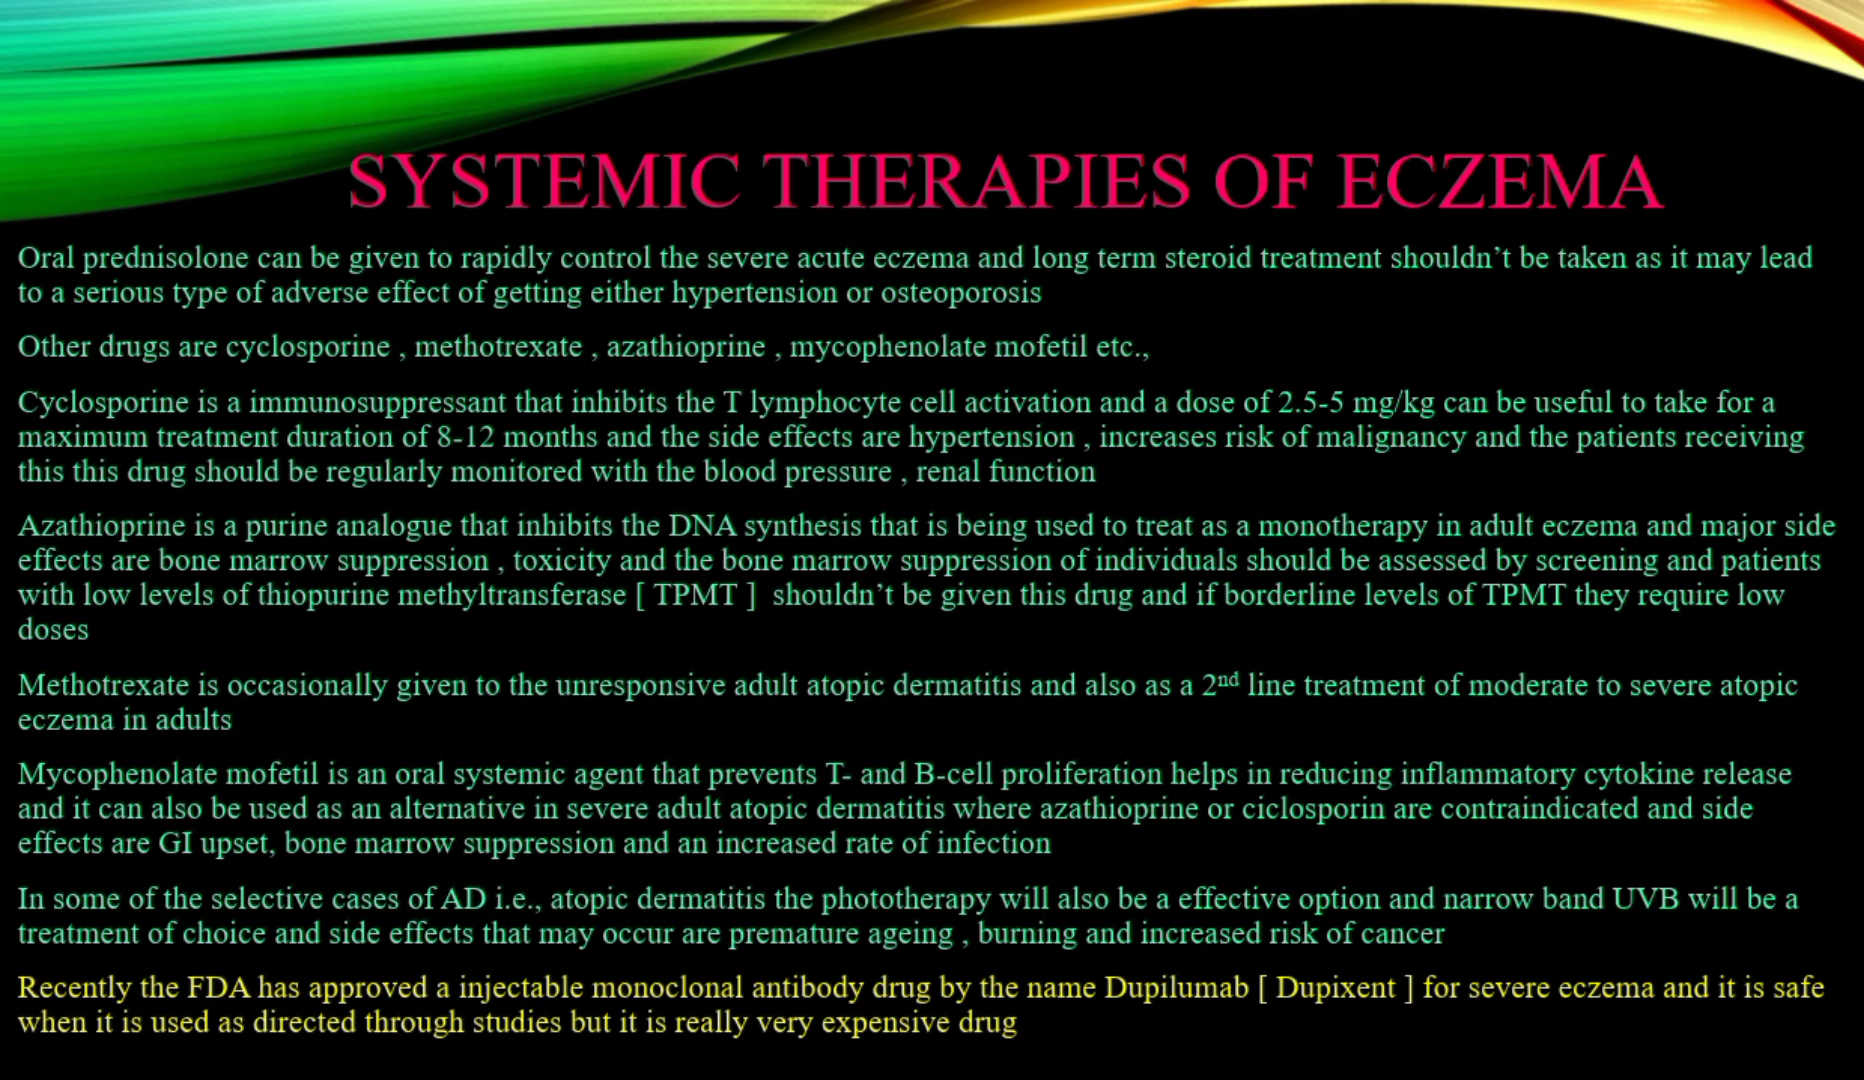 SYSTEMIC THERAPIES OF ECZEMA
Oral prednisolone can be given to rapidly control the severe acute eczema and long term steroid treatment shouldn’t be taken as it may lead
to a serious type of adverse effect of getting either hypertension or osteoporosis
Other drugs are cyclosporine , methotrexate , azathioprine , mycophenolate mofetil etc.,
Cyclosporine is a immunosuppressant that inhibits the T lymphocyte cell activation and a dose of 2.5-5 mg/kg can be useful to take for a
maximum treatment duration of 8-12 months and the side effects are hypertension , increases risk of malignancy and the patients receiving
this this drug should be regularly monitored with the blood pressure , renal function
Azathioprine is a purine analogue that inhibits the DNA synthesis that is being used to treat as a monotherapy in adult eczema and major side
effects are bone marrow suppression , toxicity and the bone marrow suppression of individuals should be assessed by screening and patients
with low levels of thiopurine methyltransferase [ TPMT ] shouldn’t be given this drug and if borderline levels of TPMT they require low
doses
Methotrexate is occasionally given to the unresponsive adult atopic dermatitis and also as a 2nd line treatment of moderate to severe atopic
eczema in adults
Mycophenolate mofetil is an oral systemic agent that prevents T- and B-cell proliferation helps in reducing inflammatory cytokine release
and it can also be used as an alternative in severe adult atopic dermatitis where azathioprine or ciclosporin are contraindicated and side
effects are GI upset, bone marrow suppression and an increased rate of infection
In some of the selective cases of AD i.e., atopic dermatitis the phototherapy will also be a effective option and narrow band UVB will be a
treatment of choice and side effects that may occur are premature ageing , burning and increased risk of cancer
Recently the FDA has approved a injectable monoclonal antibody drug by the name Dupilumab [ Dupixent ] for severe eczema and it is safe
when it is used as directed through studies but it is really very expensive drug